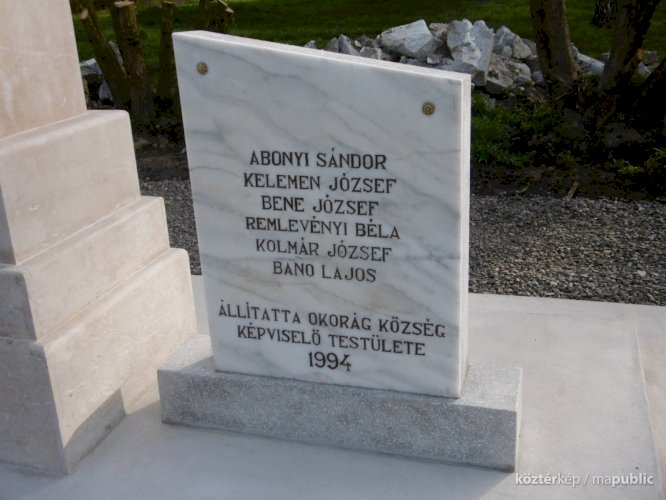 ABONYI SÁNDOR
KELEMEN JÓZSEF
BENE JÓZSEF
REMLEVÉNYI BÉLA
KOLMÁR JÓZSEF
BANO LAJOS
ÁLLÍTATTA OKORÁG KÖZSÉG
KÉPVISELŐ TESTÜLETE
1994
köztérkép / mapublic